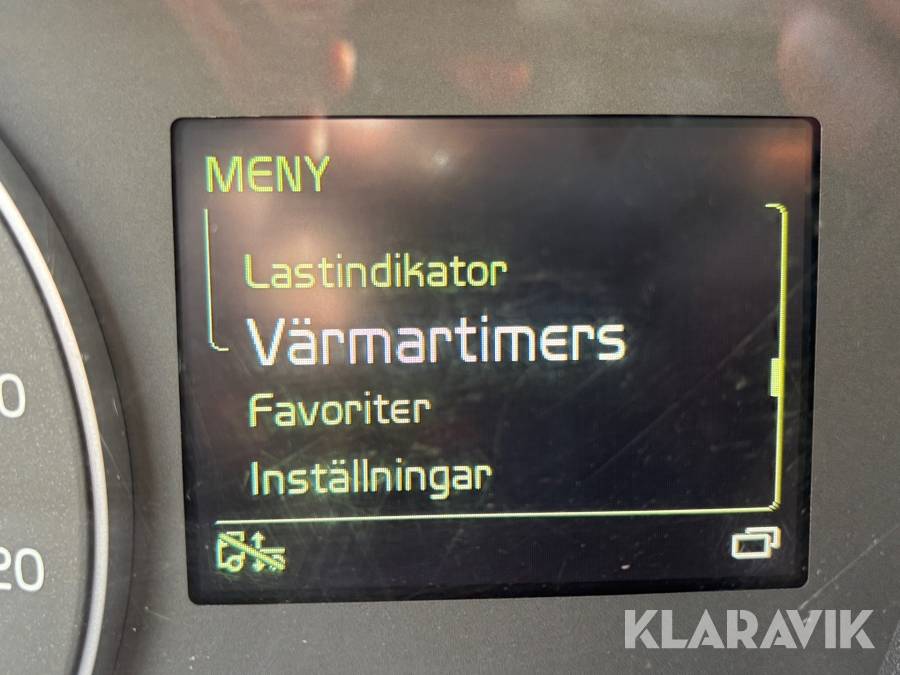 MENY
Lastindikator
Värmartimers
Favoriter
Inställningar
0
20
KLARAVIK